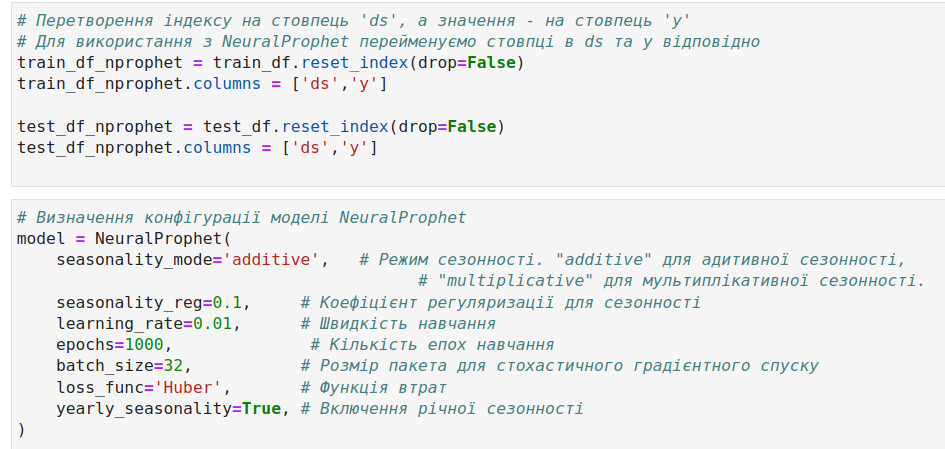 # Перетворення індексу на стовпець 'ds', а значення - на стовпець 'y'
# Для використання з NeuralProphet перейменуємо стовпці в ds та y відповідно
train_df_nprophet = train_df.reset_index(drop=False)
train_df_nprophet.columns = ['ds','y']

test_df_nprophet = test_df.reset_index(drop=False)
test_df_nprophet.columns = ['ds','y']

# Визначення конфігурації моделі NeuralProphet
model = NeuralProphet(
    seasonality_mode='additive',   # Режим сезонності. "additive" для адитивної сезонності,
                                         # "multiplicative" для мультиплікативної сезонності.
    seasonality_reg=0.1,     # Коефіцієнт регуляризації для сезонності
    learning_rate=0.01,      # Швидкість навчання
    epochs=1000,              # Кількість епох навчання
    batch_size=32,           # Розмір пакета для стохастичного градієнтного спуску
    loss_func='Huber',       # Функція втрат
    yearly_seasonality=True, # Включення річної сезонності
)